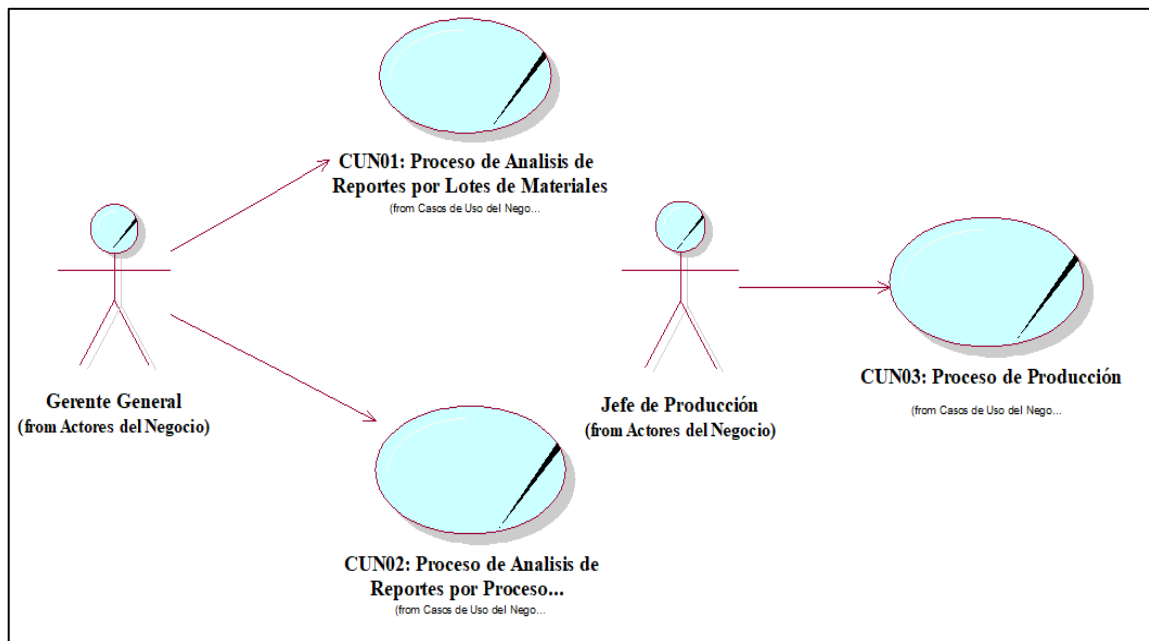 CUN01: Proceso de Analisis de
Reportes por Lotes de Materiales
(from Casos de Uso del Nego...
Gerente General
(from Actores del Negocio)
Jefe de Producción
(from Actores del Negocio)
CUN03: Proceso de Producción
(from Casos de Uso del Nego...
CUN02: Proceso de Analisis de
Reportes por Proceso...
(from Casos de Uso del Nego...